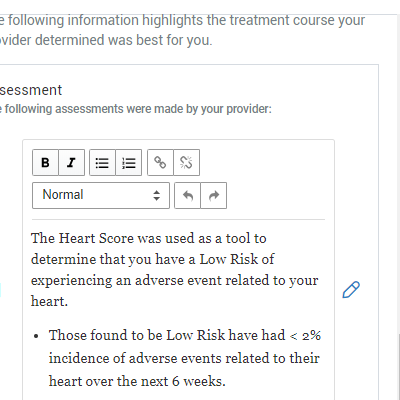 e following information highlights the treatment course your
vider determined was best for you.
sessment
e following assessments were made by your provider:
B I
Normal
The Heart Score was used as a tool to
determine that you have a Low Risk of
experiencing an adverse event related to your
heart.
• Those found to be Low Risk have had < 2%
incidence of adverse events related to their
heart over the next 6 weeks.